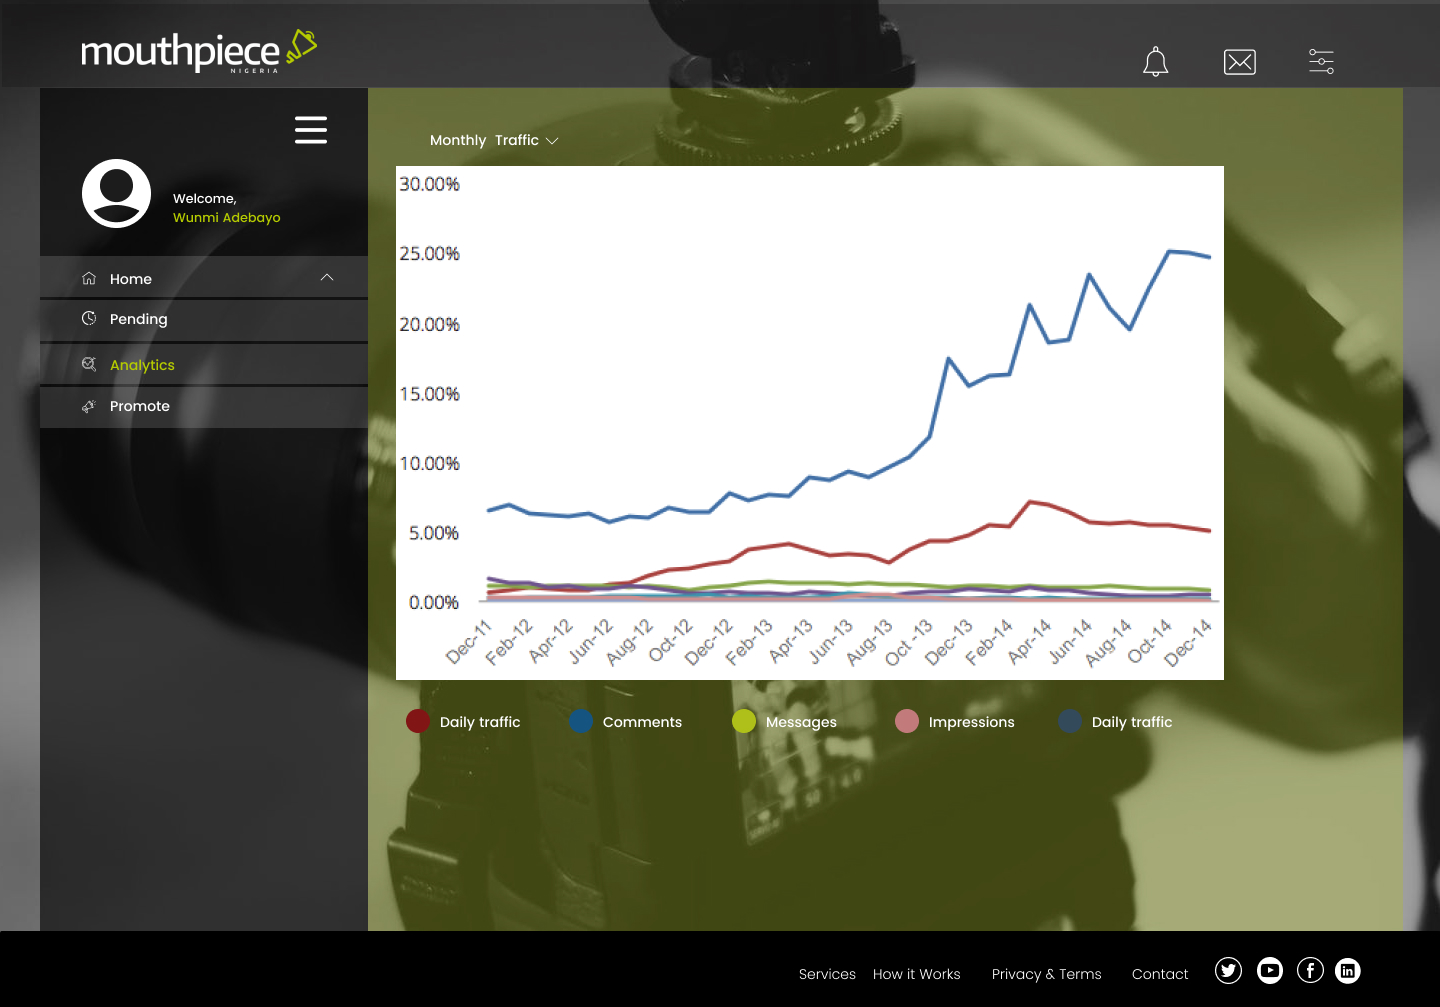 mouthpiece
NIGERIA
Welcome,
Wunmi Adebayo
Home
Pending
Analytics
Promote
Monthly Traffic
30.00%
25.00%
20.00%
15.00%
10.00%
5.00%
0.00%
Dec-11
Feb-12
Apr-12
Jun-12
Aug-12
Oct-12
Dec-12
Feb-13
Apr-13
Jun-13
Aug-13
Oct -13
Dec-13
Feb-14
Apr-14
Jun-14
Aug-14
Oct-14
Dec-14
Daily traffic Comments Messages Impressions Daily traffic
Services How it Works Privacy & Terms Contact